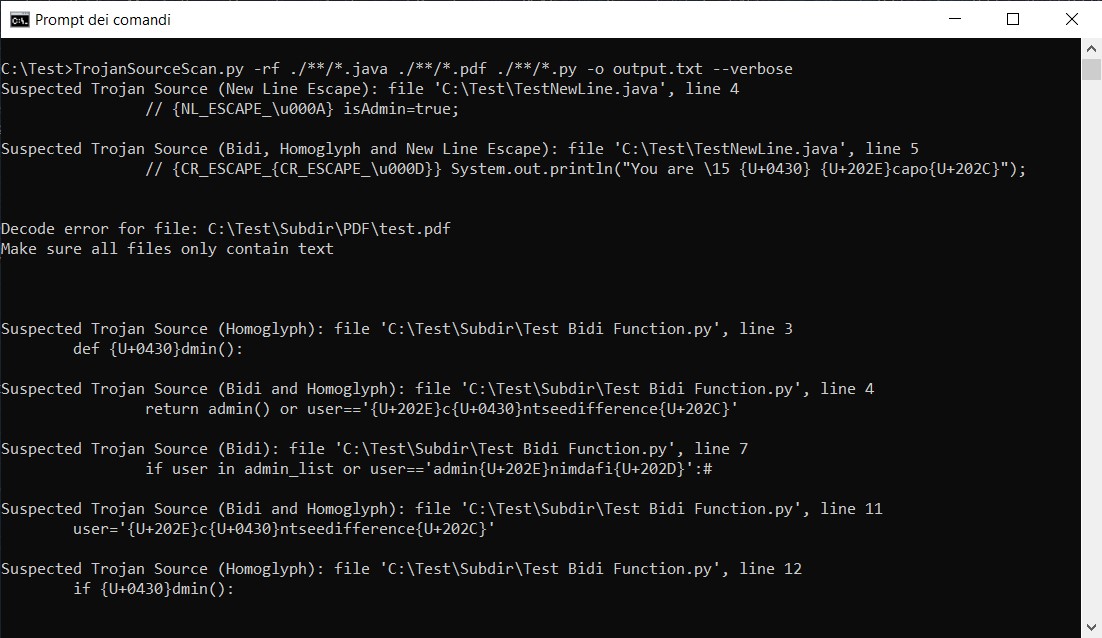 Prompt dei comandi
C:\Test>TrojanSourceScan.py -rf ./**/*.java ./**/*.pdf ./**/*.py -o output.txt --verbose
Suspected Trojan Source (New Line Escape): file 'C:\Test\TestNewLine.java', line 4
// {NL_ESCAPE_\u000A} isAdmin=true;
Suspected Trojan Source (Bidi, Homoglyph and New Line Escape): file 'C:\Test\TestNewLine.java', line 5
// {CR_ESCAPE_{CR_ESCAPE_\u000D}} System.out.println("You are \15 {U+0430} {U+202E}capo{U+202C}");
Decode error for file: C:\Test\Subdir\PDF\test.pdf
Make sure all files only contain text
Suspected Trojan Source (Homoglyph): file 'C:\Test\Subdir\Test Bidi Function.py', line 3
def {U+0430}dmin():
Suspected Trojan Source (Bidi and Homoglyph): file 'C:\Test\Subdir\Test Bidi Function.py', line 4
return admin() or user=='{U+202E}c{U+0430}ntseedifference{U+202C}'
Suspected Trojan Source (Bidi): file 'C:\Test\Subdir\Test Bidi Function.py', line 7
if user in admin_list or user=='admin{U+202E}nimdafi{U+202D}':#
Suspected Trojan Source (Bidi and Homoglyph): file 'C:\Test\Subdir\Test Bidi Function.py', line 11
user='{U+202E}c{U+0430}ntseedifference{U+202C}'
Suspected Trojan Source (Homoglyph): file 'C:\Test\Subdir\Test Bidi Function.py', line 12
if {U+0430}dmin():